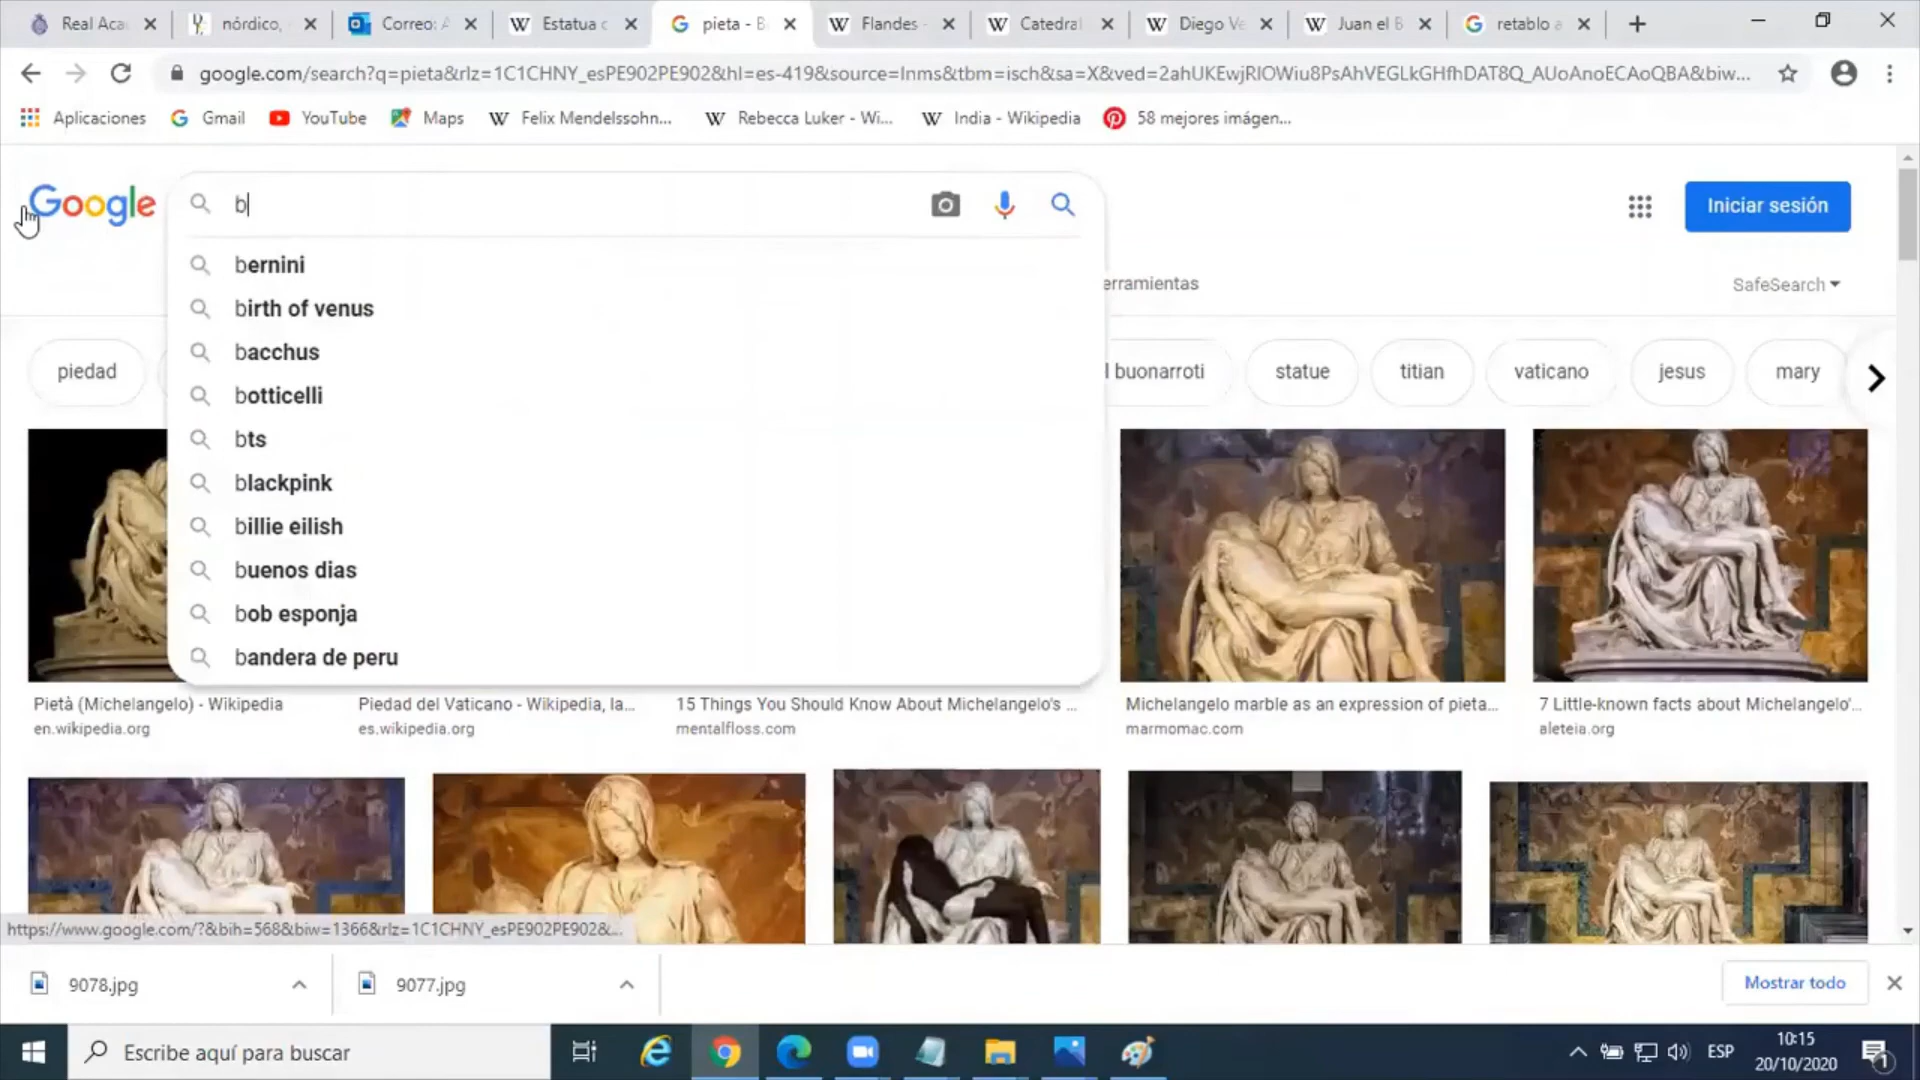 Real Aca
nórdico,
Correo: A
Estatua c
pieta - B
Flandes -
Catedral
Diego Ve
Juan el B
retablo a
google.com/search?q=pieta&rlz=1C1CHNY_esPE902PE902&hl=es-419&source=lnms&tbm=isch&sa=X&ved=2ahUKEwjRlOWiu8PsAhVEGLkGHfhDAT8Q_AUoAnoECAoQBA&biw...
Aplicaciones
Gmail
YouTube
Maps
Felix Mendelssohn...
Rebecca Luker - Wi...
India - Wikipedia
58 mejores imágen...
Google
b
Iniciar sesión
erramientas
SafeSearch
bernini
birth of venus
bacchus
botticelli
bts
blackpink
billie eilish
buenos dias
bob esponja
bandera de peru
piedad
l buonarroti
statue
titian
vaticano
jesus
mary
Pietà (Michelangelo) - Wikipedia
en.wikipedia.org
Piedad del Vaticano - Wikipedia, la...
es.wikipedia.org
15 Things You Should Know About Michelangelo's ...
mentalfloss.com
Michelangelo marble as an expression of pieta...
marmomac.com
7 Little-known facts about Michelangelo'...
aleteia.org
https://www.google.com/?&bih=568&biw=1366&rlz=1C1CHNY_esPE902PE902&...
9078.jpg
9077.jpg
Mostrar todo
Escribe aquí para buscar
ESP
10:15
20/10/2020
1